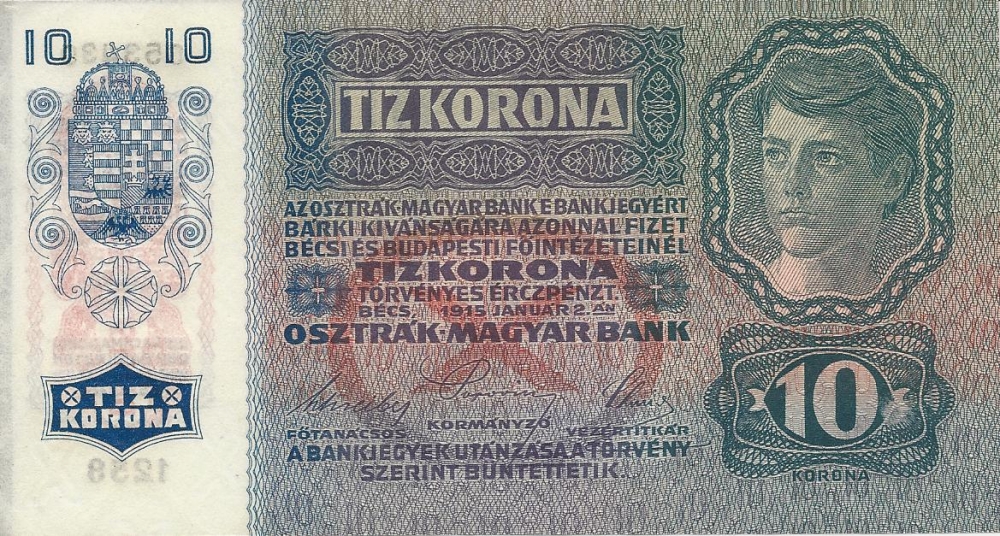 10 10
TIZ KORONA
AZ OSZTRÁK-MAGYAR BANK E BANKJEGYÉRT
BÁRKI KIVÁNSÁGÁRA AZONNAL FIZET
BÉCSI ÉS BUDAPESTI FŐINTÉZETEINÉL
TIZ KORONA
TÖRVÉNYES ÉRCZPÉNZT.
BÉCS, 1915 JANUÁR 2.ÁN
OSZTRÁK-MAGYAR BANK
FŐTANÁCSOS
KORMÁNYZÓ
VEZÉRTITKÁR
A BANKJEGYEK UTÁNZÁSA A TÖRVÉNY
SZERINT BÜNTETTETIK.
TIZ
KORONA
1238
10
KORONA